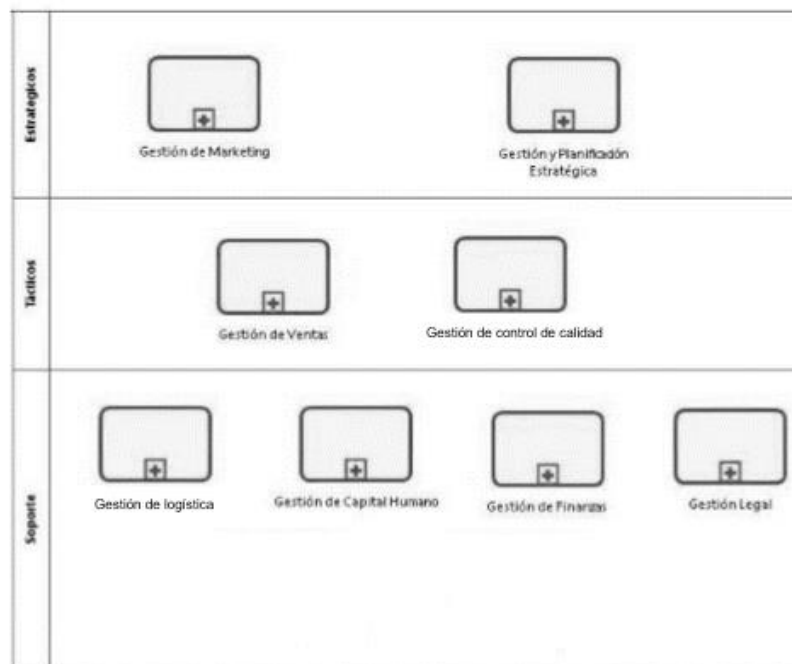 Estrategicos
Gestión de Marketing
Gestión y Planificación
Estratégica
Tácticos
Gestión de Ventas
Gestión de control de calidad
Soporte
Gestión de logística
Gestión de Capital Humano
Gestión de Finanzas
Gestión Legal